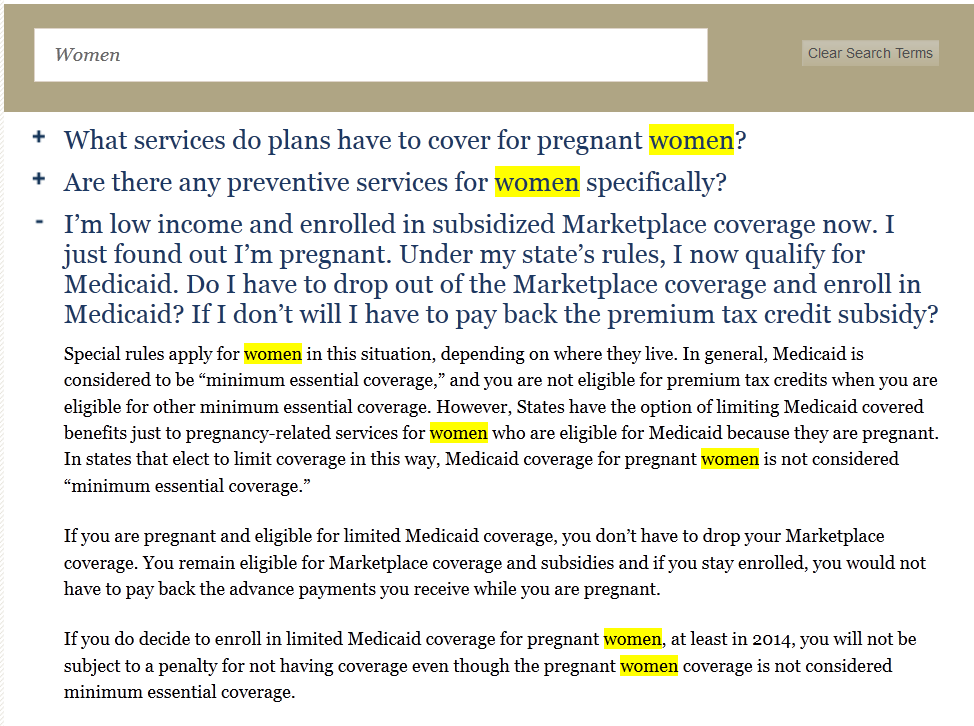 Women
Clear Search Terms
+ What services do plans have to cover for pregnant women?
+ Are there any preventive services for women specifically?
- I’m low income and enrolled in subsidized Marketplace coverage now. I
just found out I’m pregnant. Under my state’s rules, I now qualify for
Medicaid. Do I have to drop out of the Marketplace coverage and enroll in
Medicaid? If I don’t will I have to pay back the premium tax credit subsidy?
Special rules apply for women in this situation, depending on where they live. In general, Medicaid is
considered to be “minimum essential coverage,” and you are not eligible for premium tax credits when you are
eligible for other minimum essential coverage. However, States have the option of limiting Medicaid covered
benefits just to pregnancy-related services for women who are eligible for Medicaid because they are pregnant.
In states that elect to limit coverage in this way, Medicaid coverage for pregnant women is not considered
“minimum essential coverage.”
If you are pregnant and eligible for limited Medicaid coverage, you don’t have to drop your Marketplace
coverage. You remain eligible for Marketplace coverage and subsidies and if you stay enrolled, you would not
have to pay back the advance payments you receive while you are pregnant.
If you do decide to enroll in limited Medicaid coverage for pregnant women, at least in 2014, you will not be
subject to a penalty for not having coverage even though the pregnant women coverage is not considered
minimum essential coverage.